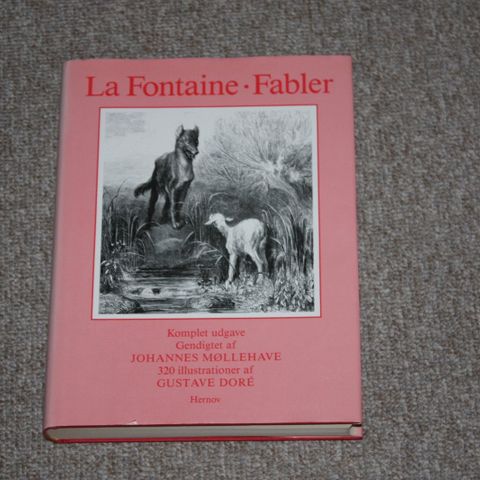 La Fontaine · Fabler
Komplet udgave
Gendigtet af
JOHANNES MØLLEHAVE
320 illustrationer af
GUSTAVE DORÉ
Hernov